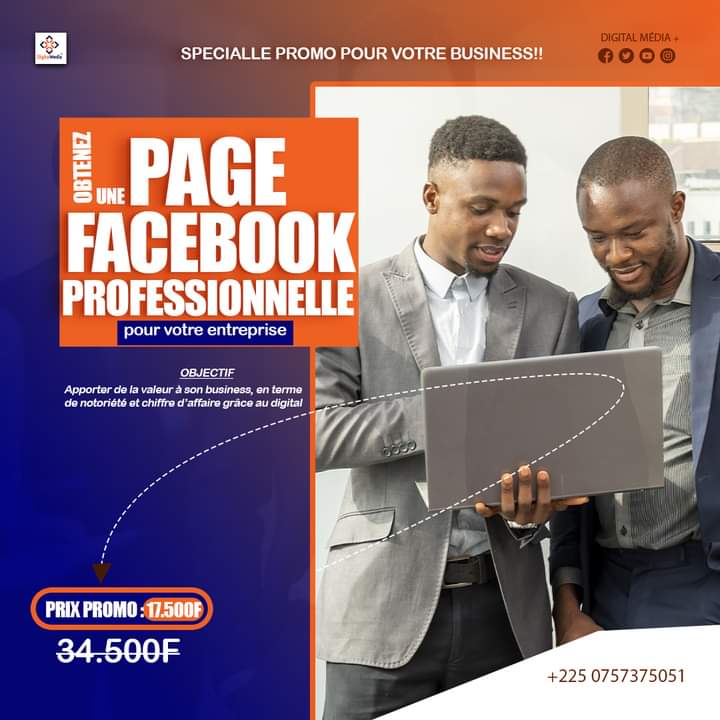 DIGITAL MÉDIA +
SPECIALLE PROMO POUR VOTRE BUSINESS!!
OBTENEZ
UNE PAGE
FACEBOOK
PROFESSIONNELLE
pour votre entreprise
OBJECTIF
Apporter de la valeur à son business, en terme
de notoriété et chiffre d'affaire grâce au digital
PRIX PROMO : 17.500F
34.500F
+225 0757375051